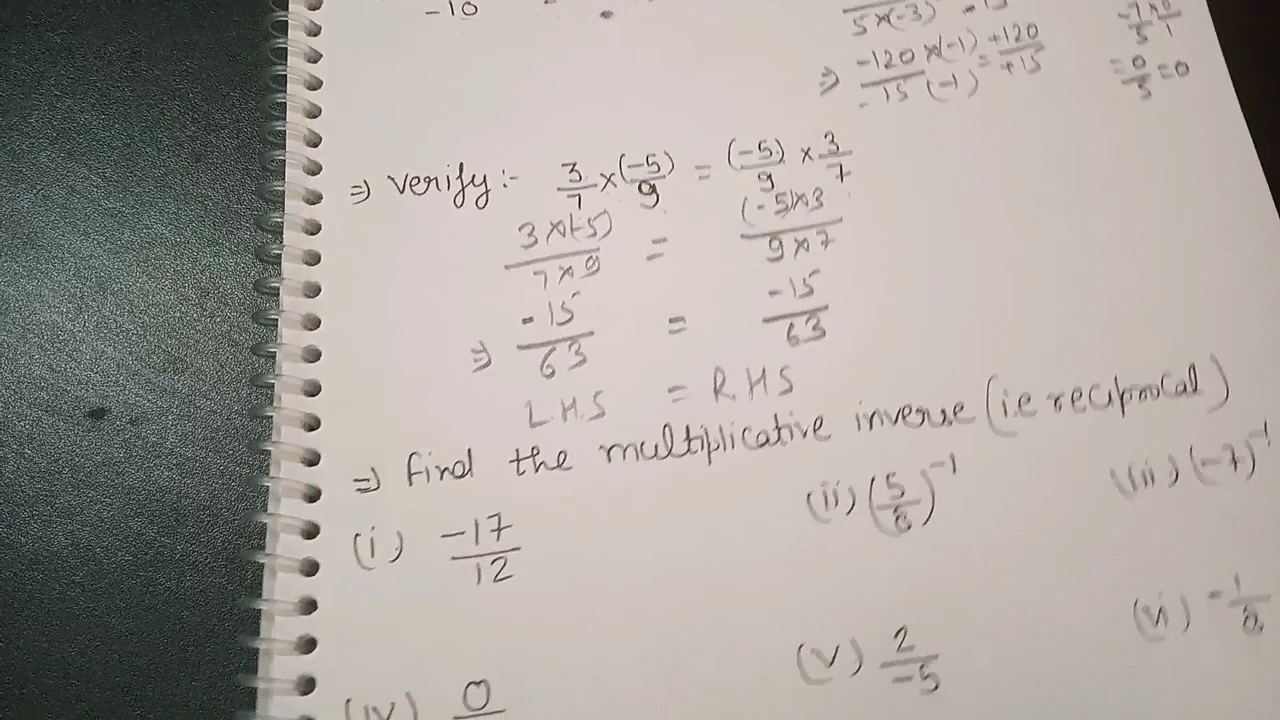 -10
5×(-3)
-120×(-1) = +120
⇒ -15 (-1) +15
= 0/5 = 0
⇒ Verify:- 3/7 × (-5)/9 = (-5)/9 × 3/7
3×(-5)/7×9 = (-5)×3/9×7
⇒ -15/63 = -15/63
L.H.S = R.H.S
⇒ find the multiplicative inverse (i.e reciprocal)
(i) -17/12 (ii) (5/8)⁻¹ (iii) (-7)⁻¹
(iv) 0 (v) 2/-5 (vi) -1/8